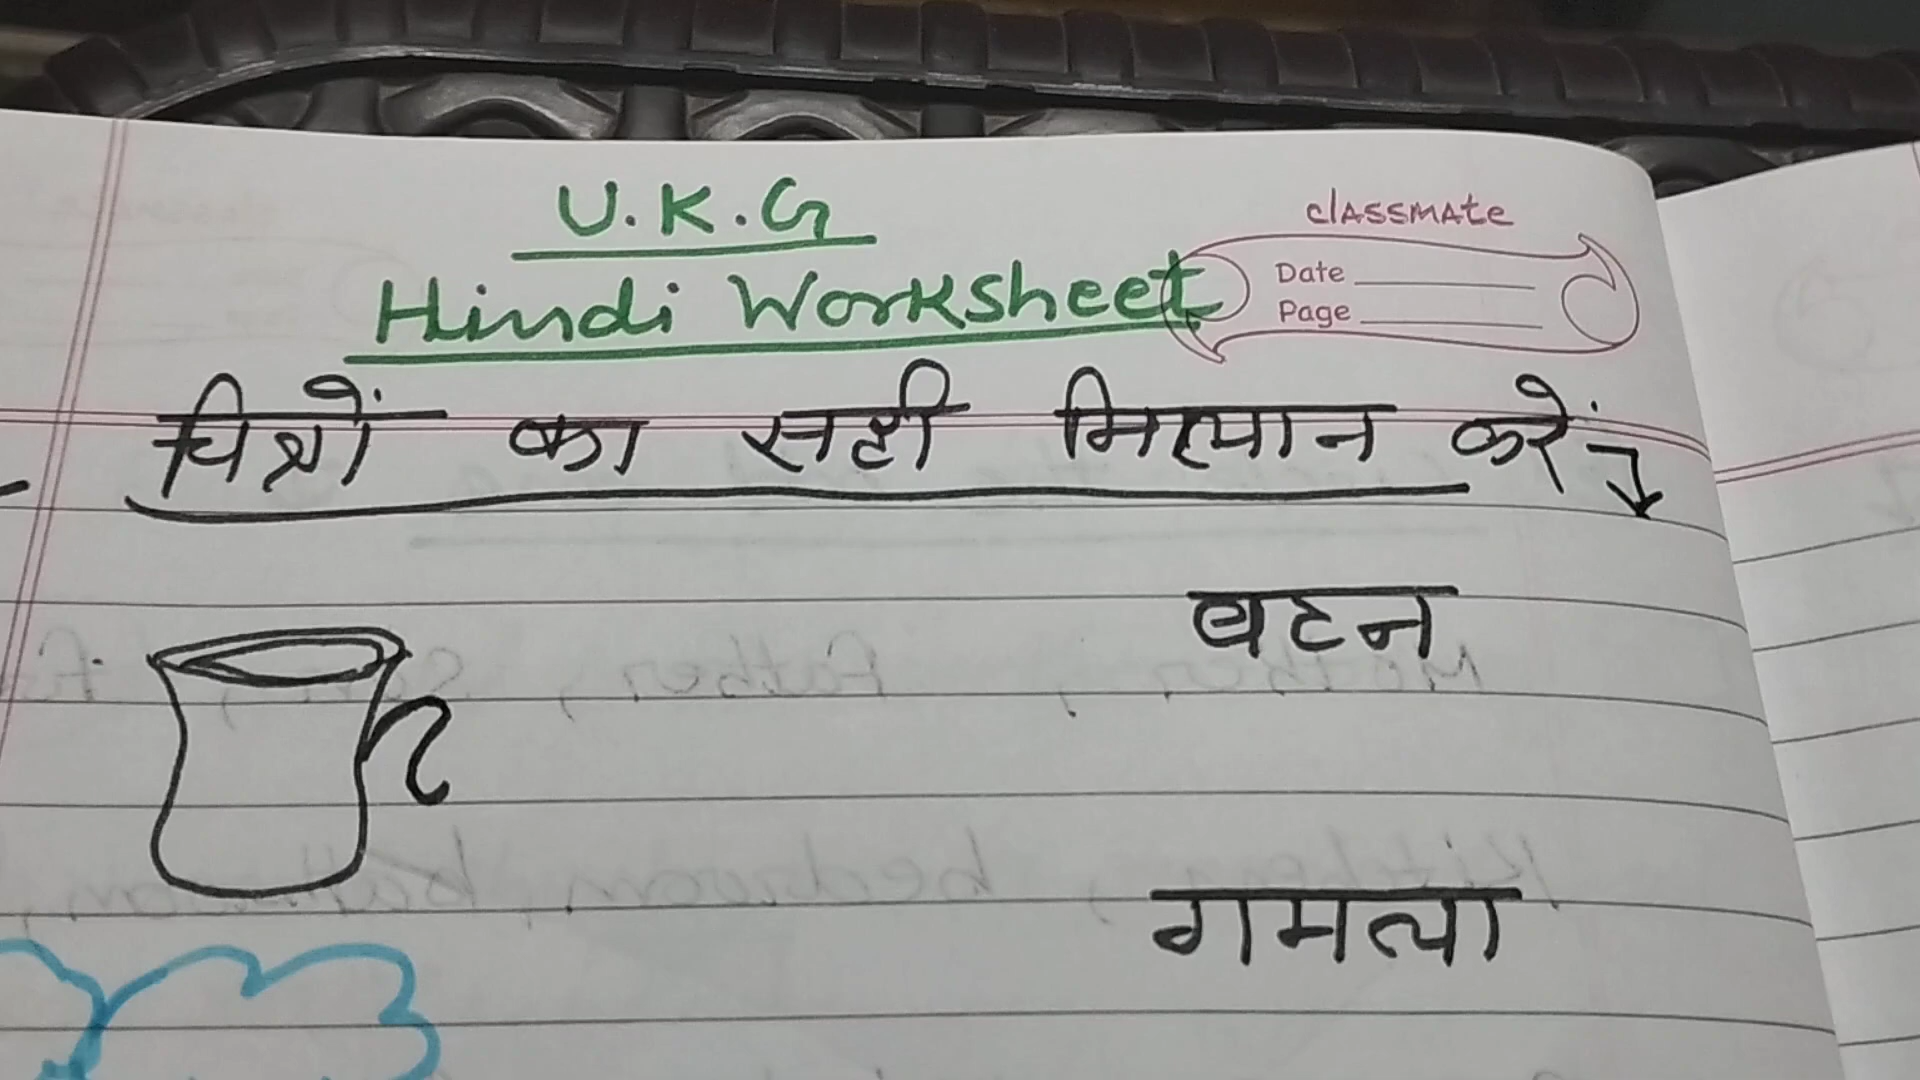 U.K.G
Hindi Worksheet
classmate
Date
Page
चित्रों का सही मिलान करें
बटन
गमला